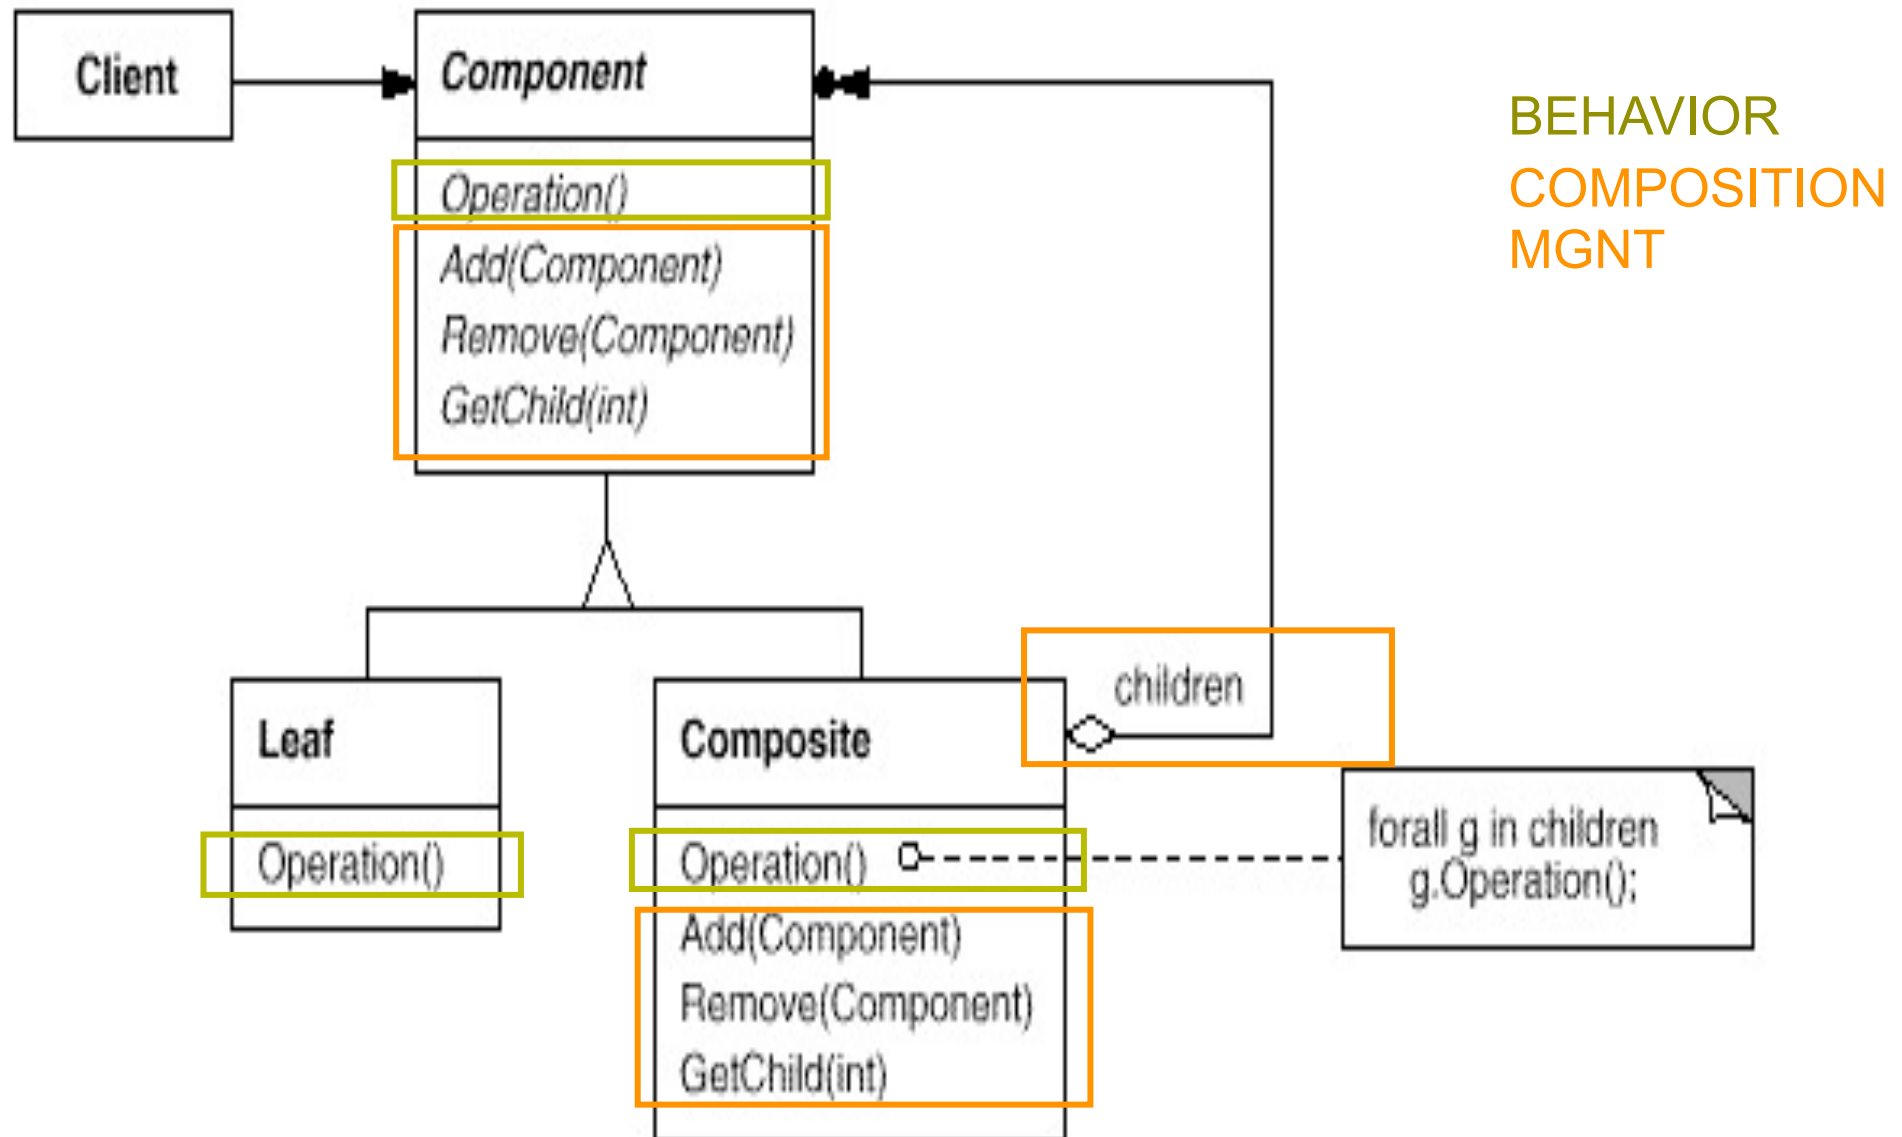 Client
Component
Operation()
Add(Component)
Remove(Component)
GetChild(int)
BEHAVIOR
COMPOSITION
MGNT
Leaf
Operation()
Composite
Operation()
Add(Component)
Remove(Component)
GetChild(int)
children
forall g in children
g.Operation();